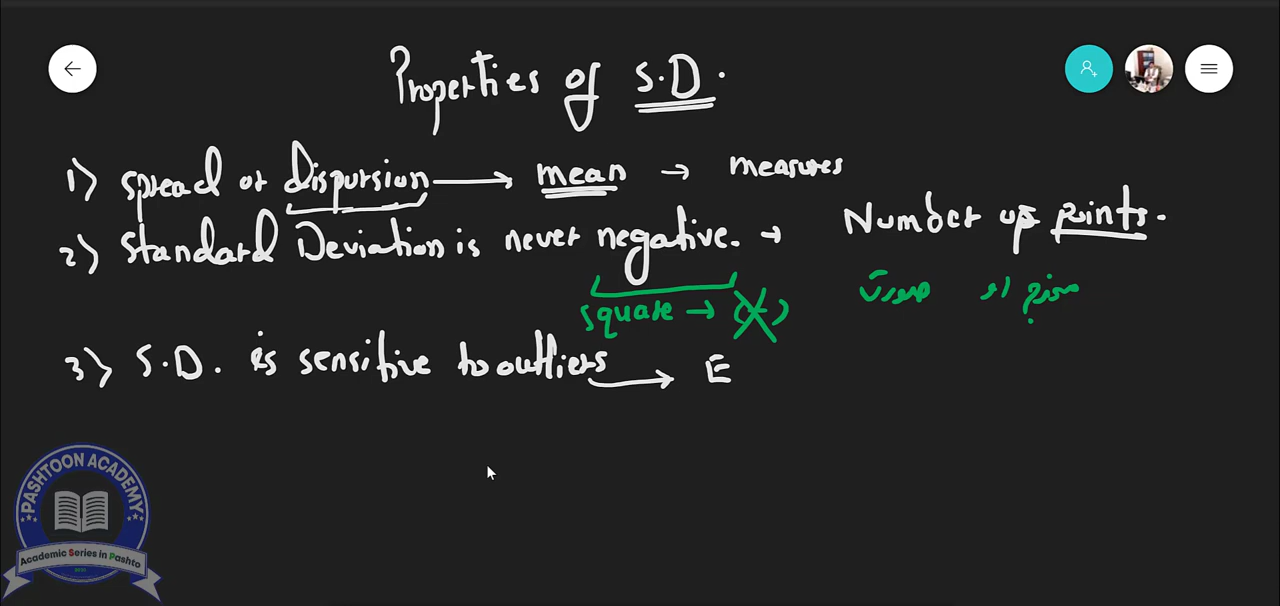 Properties of S.D.
1) spread or Dispursion → mean → measures
2) Standard Deviation is never negative. → Number of points.
square → (-)
صورت او مخرج
3) S.D. is sensitive to outliers → E
PASHTOON ACADEMY
Academic Series in Pashto